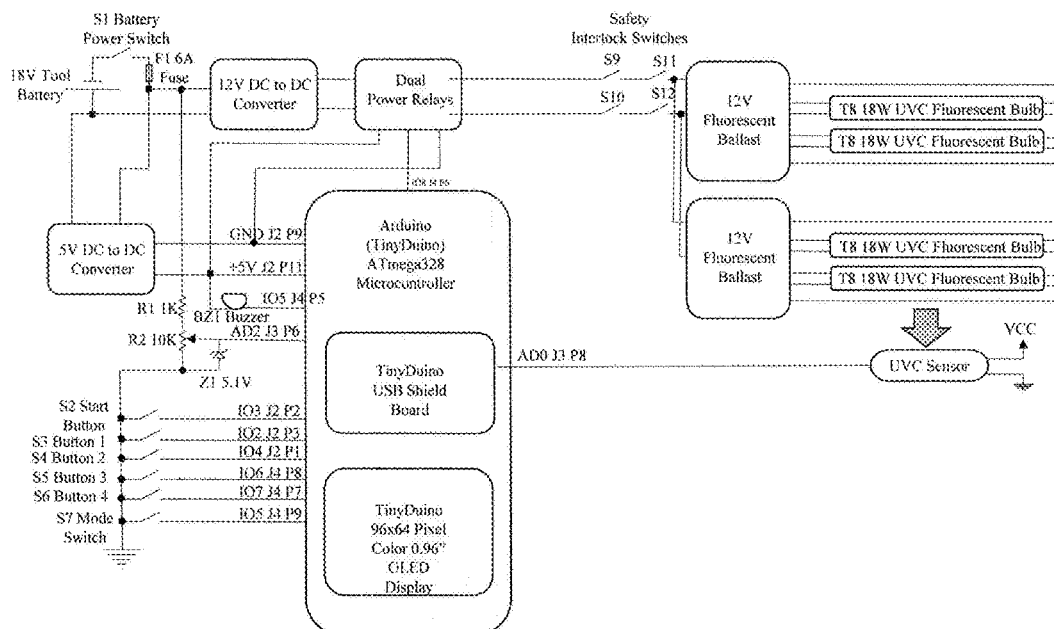 S1 Battery
Power Switch
F1 6A
Fuse
18V Tool
Battery
12V DC to DC
Converter
Dual
Power Relays
Safety
Interlock Switches
S9
S11
S10
S12
12V
Fluorescent
Ballast
T8 18W UVC Fluorescent Bulb
T8 18W UVC Fluorescent Bulb
12V
Fluorescent
Ballast
T8 18W UVC Fluorescent Bulb
T8 18W UVC Fluorescent Bulb
5V DC to DC
Converter
GND J2 P9
+5V J2 P11
IO5 J4 P5
BZ1 Buzzer
R1 1K
R2 10K
AD2 J3 P6
Z1 5.1V
Arduino
(TinyDuino)
ATmega328
Microcontroller
TinyDuino
USB Shield
Board
AD0 J3 P8
UVC Sensor
VCC
S2 Start
Button
IO3 J2 P2
S3 Button 1
IO2 J2 P3
S4 Button 2
IO4 J2 P1
S5 Button 3
IO6 J4 P8
S6 Button 4
IO7 J4 P7
S7 Mode
Switch
IO5 J4 P9
TinyDuino
96x64 Pixel
Color 0.96"
OLED
Display